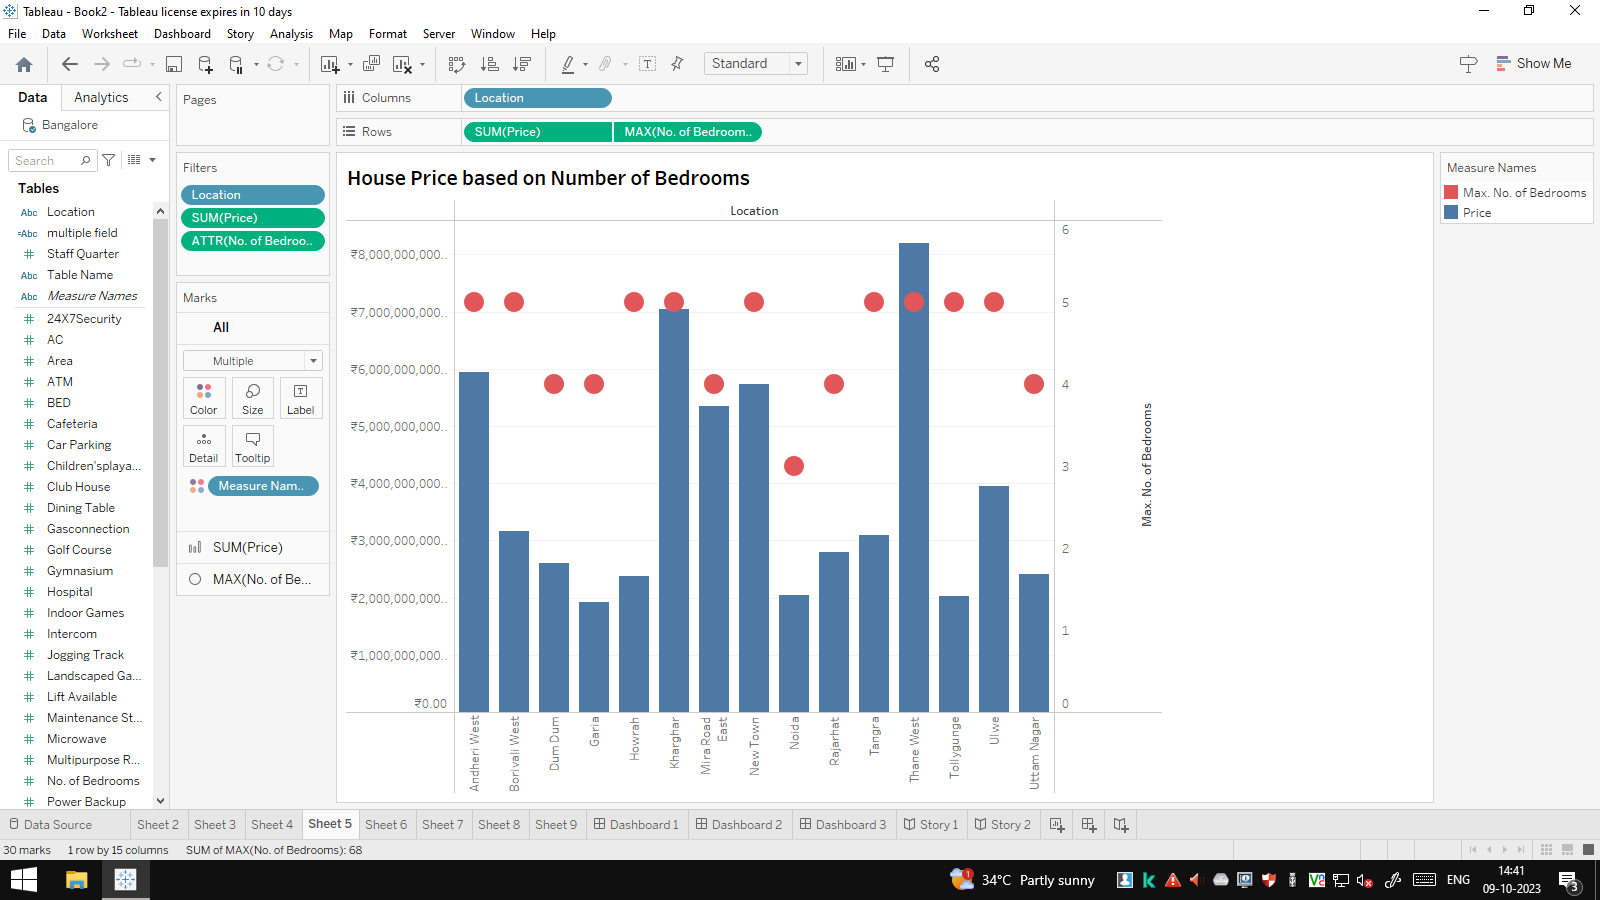 Tableau - Book2 - Tableau license expires in 10 days
File Data Worksheet Dashboard Story Analysis Map Format Server Window Help
Standard
Show Me
Data Analytics
Bangalore
Search
Tables
Abc Location
=Abc multiple field
Staff Quarter
Abc Table Name
Abc Measure Names
24X7Security
AC
Area
ATM
BED
Cafeteria
Car Parking
Children'splaya...
Club House
Dining Table
Gasconnection
Golf Course
Gymnasium
Hospital
Indoor Games
Intercom
Jogging Track
Landscaped Ga...
Lift Available
Maintenance St...
Microwave
Multipurpose R...
No. of Bedrooms
Power Backup
Pages
Filters
Location
SUM(Price)
ATTR(No. of Bedroo..
Marks
All
Multiple
Color Size Label
Detail Tooltip
Measure Nam..
SUM(Price)
MAX(No. of Be...
Columns Location
Rows SUM(Price) MAX(No. of Bedroom..
House Price based on Number of Bedrooms
Location
₹8,000,000,000..
₹7,000,000,000..
₹6,000,000,000..
₹5,000,000,000..
₹4,000,000,000..
₹3,000,000,000..
₹2,000,000,000..
₹1,000,000,000..
₹0.00
6
5
4
3
2
1
0
Max. No. of Bedrooms
Andheri West
Borivali West
Dum Dum
Garia
Howrah
Kharghar
Mira Road
East
New Town
Noida
Rajarhat
Tangra
Thane West
Tollygunge
Ulwe
Uttam Nagar
Measure Names
Max. No. of Bedrooms
Price
Data Source Sheet 2 Sheet 3 Sheet 4 Sheet 5 Sheet 6 Sheet 7 Sheet 8 Sheet 9 Dashboard 1 Dashboard 2 Dashboard 3 Story 1 Story 2
30 marks 1 row by 15 columns SUM of MAX(No. of Bedrooms): 68
1
34°C Partly sunny
ENG
14:41
09-10-2023
3